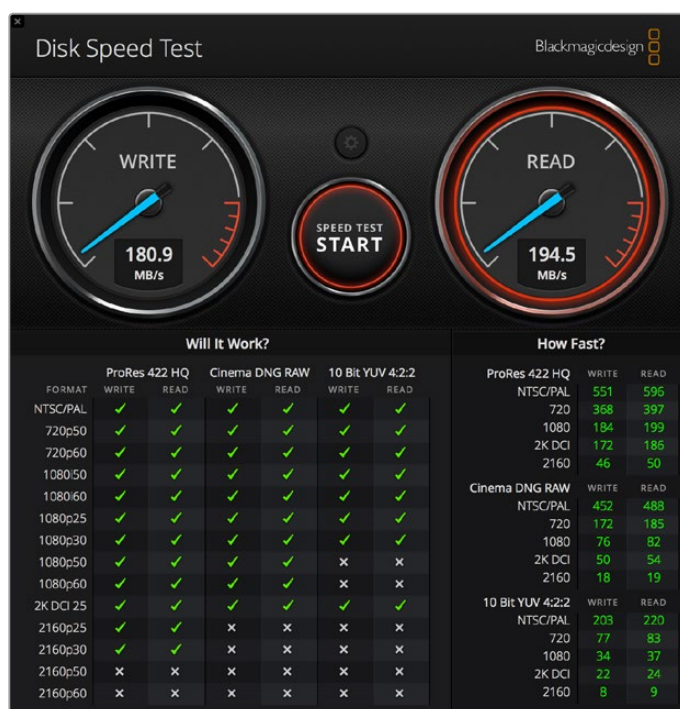 Disk Speed Test
Blackmagicdesign
WRITE
180.9
MB/s
SPEED TEST
START
READ
194.5
MB/s
Will It Work?
ProRes 422 HQ Cinema DNG RAW 10 Bit YUV 4:2:2
FORMAT WRITE READ WRITE READ WRITE READ
NTSC/PAL ✓ ✓ ✓ ✓ ✓ ✓
720p50 ✓ ✓ ✓ ✓ ✓ ✓
720p60 ✓ ✓ ✓ ✓ ✓ ✓
1080i50 ✓ ✓ ✓ ✓ ✓ ✓
1080i60 ✓ ✓ ✓ ✓ ✓ ✓
1080p25 ✓ ✓ ✓ ✓ ✓ ✓
1080p30 ✓ ✓ ✓ ✓ ✓ ✓
1080p50 ✓ ✓ ✓ ✓ × ×
1080p60 ✓ ✓ ✓ ✓ × ×
2K DCI 25 ✓ ✓ ✓ ✓ ✓ ✓
2160p25 ✓ ✓ × × × ×
2160p30 ✓ ✓ × × × ×
2160p50 × × × × × ×
2160p60 × × × × × ×
How Fast?
ProRes 422 HQ WRITE READ
NTSC/PAL 551 596
720 368 397
1080 184 199
2K DCI 172 186
2160 46 50
Cinema DNG RAW WRITE READ
NTSC/PAL 452 488
720 172 185
1080 76 82
2K DCI 50 54
2160 18 19
10 Bit YUV 4:2:2 WRITE READ
NTSC/PAL 203 220
720 77 83
1080 34 37
2K DCI 22 24
2160 8 9